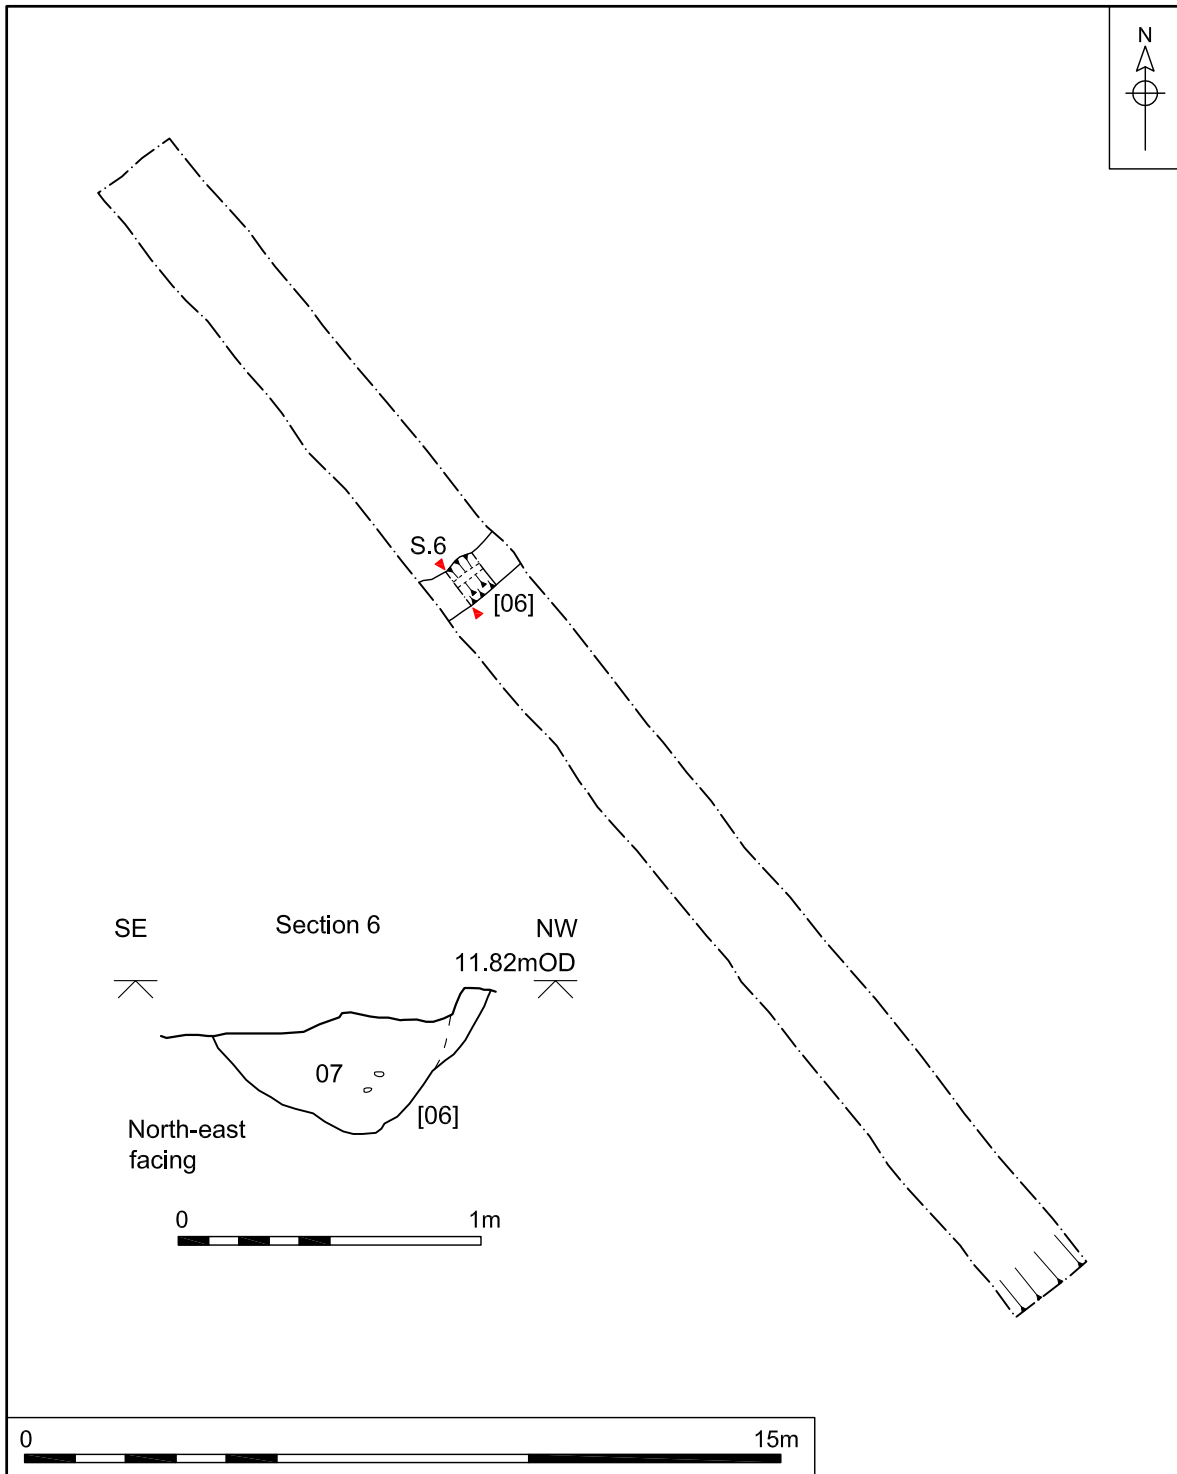 N
S.6
[06]
SE Section 6 NW
11.82mOD
07
[06]
North-east
facing
0 1m
0 15m